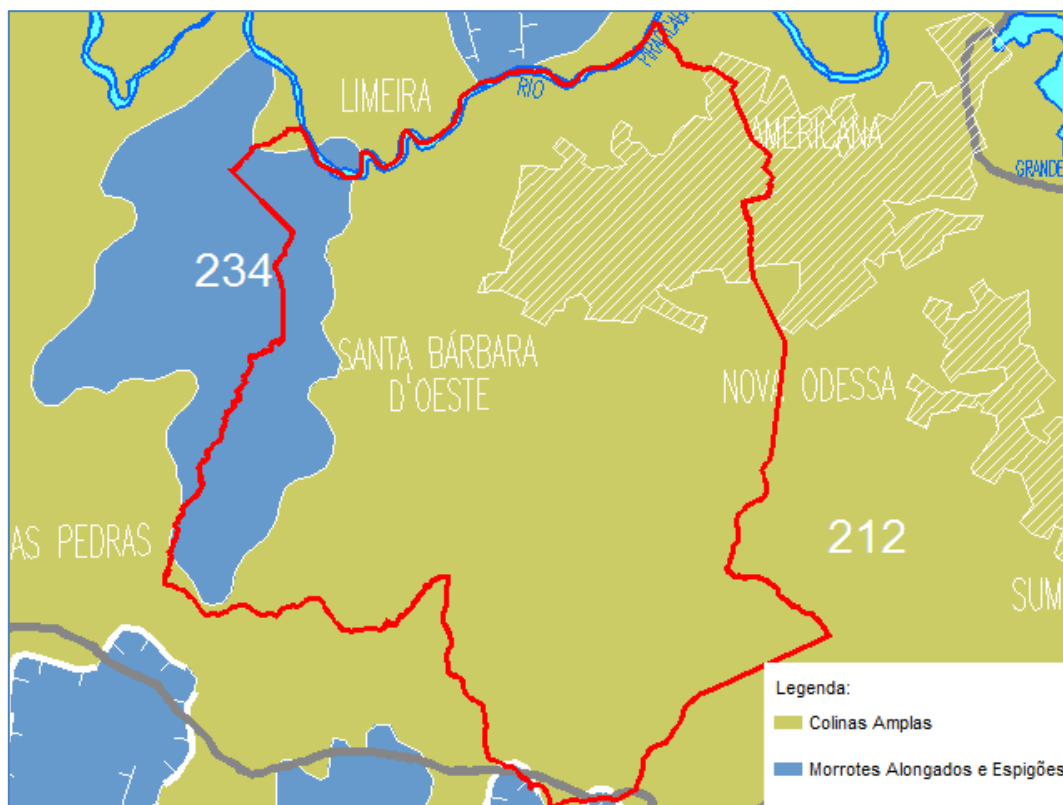 LIMEIRA
RIO
AMERICANA
GRANDE
234
SANTA BÁRBARA
D'OESTE
NOVA ODESSA
AS PEDRAS
212
SUM
Legenda:
Colinas Amplas
Morrotes Alongados e Espigões